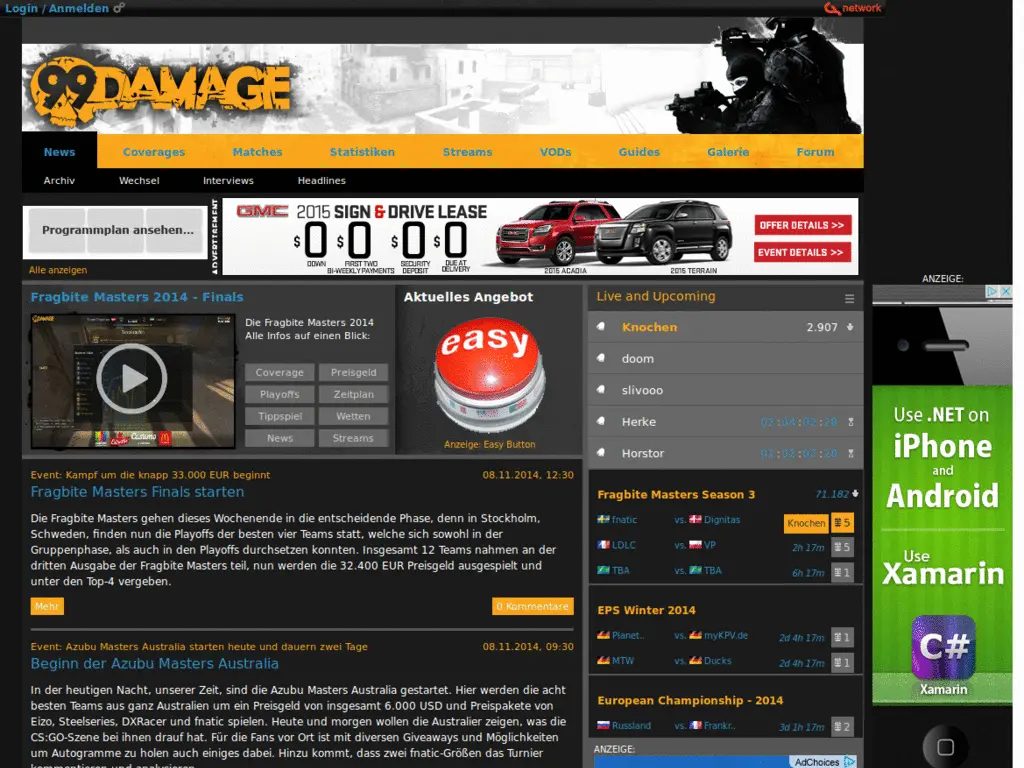 Login / Anmelden
network
99DAMAGE
News Coverages Matches Statistiken Streams VODs Guides Galerie Forum
Archiv Wechsel Interviews Headlines
Programmplan ansehen...
Alle anzeigen
ADVERTISEMENT
GMC 2015 SIGN & DRIVE LEASE
$0 $0 $0 $0
DOWN FIRST TWO BI-WEEKLY PAYMENTS SECURITY DEPOSIT DUE AT DELIVERY
2015 ACADIA 2015 TERRAIN
OFFER DETAILS >>
EVENT DETAILS >>
Fragbite Masters 2014 - Finals
Die Fragbite Masters 2014
Alle Infos auf einen Blick:
Coverage Preisgeld
Playoffs Zeitplan
Tippspiel Wetten
News Streams
Aktuelles Angebot
easy
Anzeige: Easy Button
Event: Kampf um die knapp 33.000 EUR beginnt 08.11.2014, 12:30
Fragbite Masters Finals starten
Die Fragbite Masters gehen dieses Wochenende in die entscheidende Phase, denn in Stockholm,
Schweden, finden nun die Playoffs der besten vier Teams statt, welche sich sowohl in der
Gruppenphase, als auch in den Playoffs durchsetzen konnten. Insgesamt 12 Teams nahmen an der
dritten Ausgabe der Fragbite Masters teil, nun werden die 32.400 EUR Preisgeld ausgespielt und
unter den Top-4 vergeben.
Mehr 0 Kommentare
Event: Azubu Masters Australia starten heute und dauern zwei Tage 08.11.2014, 09:30
Beginn der Azubu Masters Australia
In der heutigen Nacht, unserer Zeit, sind die Azubu Masters Australia gestartet. Hier werden die acht
besten Teams aus ganz Australien um ein Preisgeld von insgesamt 6.000 USD und Preispakete von
Eizo, Steelseries, DXRacer und fnatic spielen. Heute und morgen wollen die Australier zeigen, was die
CS:GO-Szene bei ihnen drauf hat. Für die Fans vor Ort ist mit diversen Giveaways und Möglichkeiten
um Autogramme zu holen auch einiges dabei. Hinzu kommt, dass zwei fnatic-Größen das Turnier
kommentieren und analysieren.
Live and Upcoming
Knochen 2.907
doom
slivooo
Herke
Horstor
Fragbite Masters Season 3 71.182
fnatic vs. Dignitas Knochen 5
LDLC vs. VP 2h 17m 5
TBA vs. TBA 6h 17m 1
EPS Winter 2014
Planet.. vs. myKPV.de 2d 4h 17m 1
MTW vs. Ducks 2d 4h 17m 1
European Championship - 2014
Russland vs. Frankr.. 3d 1h 17m 2
ANZEIGE:
AdChoices
ANZEIGE:
Use .NET on
iPhone
and
Android
Use
Xamarin
C#
Xamarin